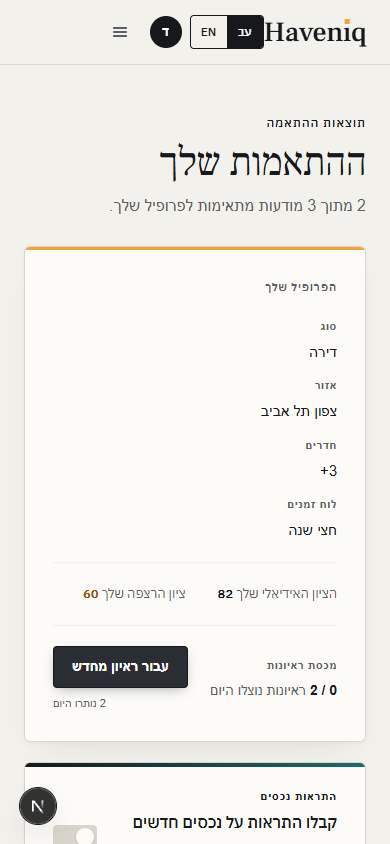 Haveniq
עב
EN
ד
תוצאות ההתאמה
ההתאמות שלך
2 מתוך 3 מודעות מתאימות לפרופיל שלך.
הפרופיל שלך
סוג
דירה
אזור
צפון תל אביב
חדרים
3+
לוח זמנים
חצי שנה
הציון האידיאלי שלך 82
ציון הרצפה שלך 60
מכסת ראיונות
0 / 2 ראיונות נוצלו היום
עבור ראיון מחדש
2 נותרו היום
התראות נכסים
קבלו התראות על נכסים חדשים
N